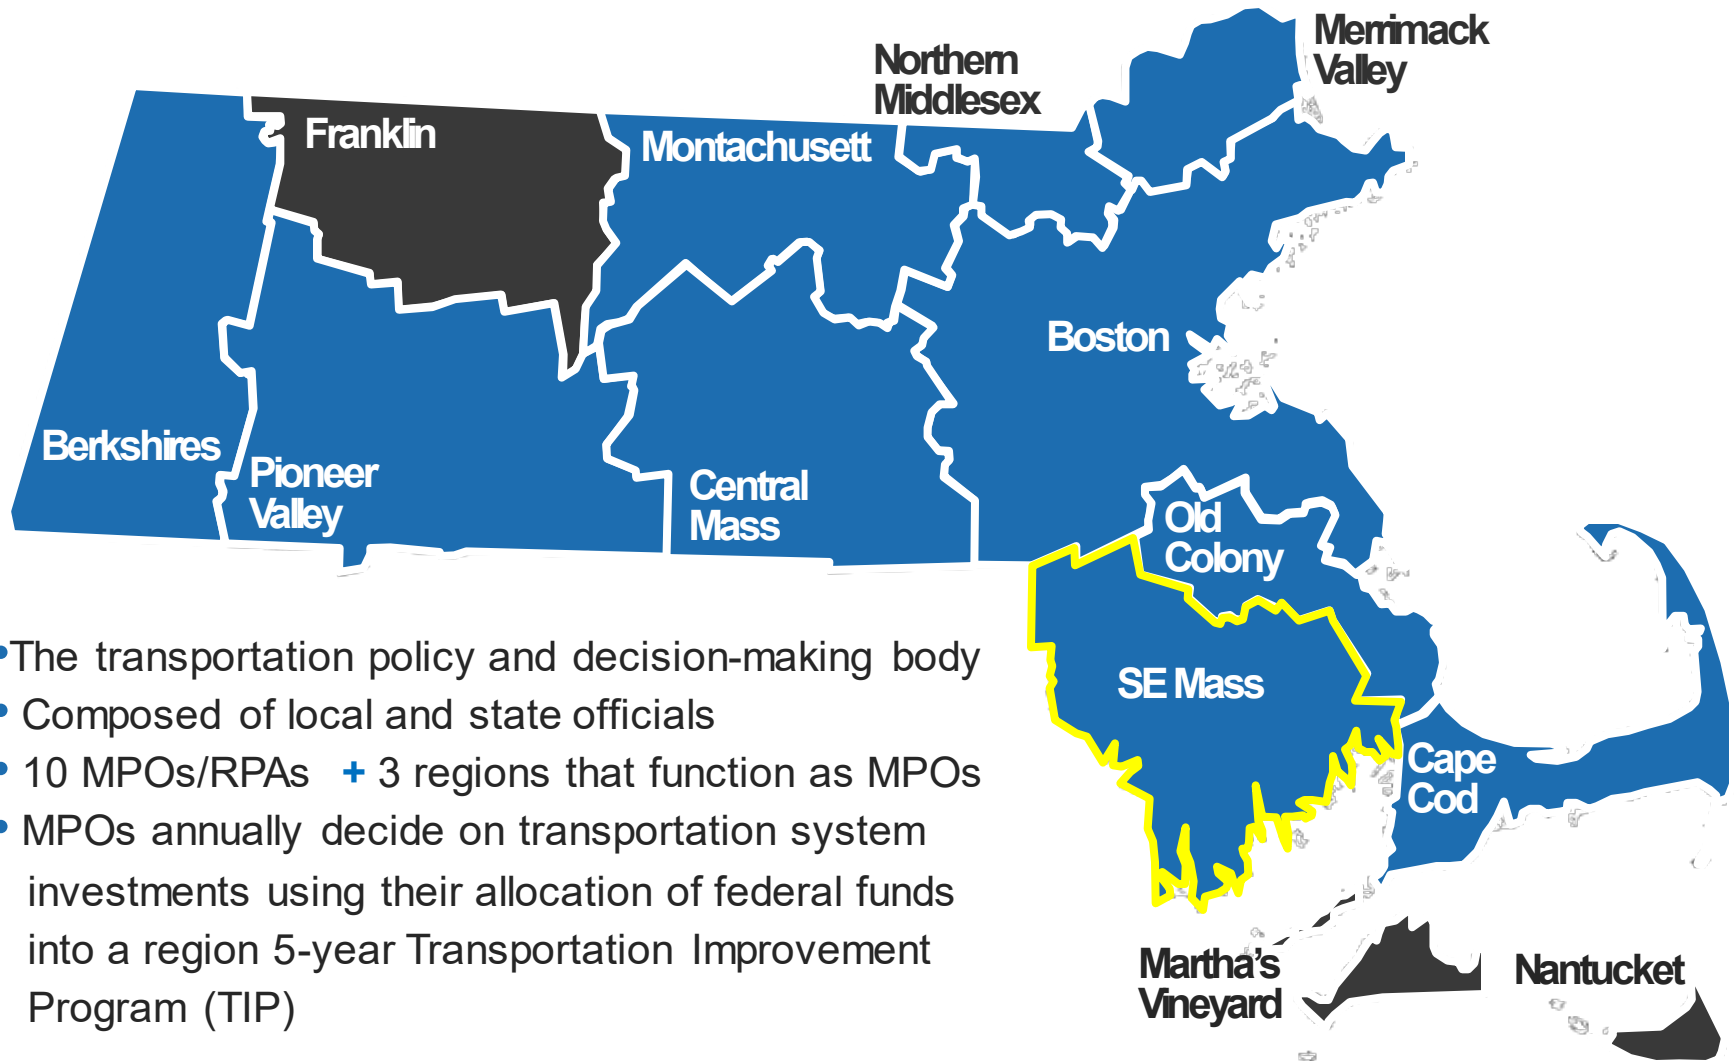 Merrimack
Valley
Northern
Middlesex
Franklin
Montachusett
Boston
Berkshires
Pioneer
Valley
Central
Mass
Old
Colony
SE Mass
Cape
Cod
Martha's
Vineyard
Nantucket
•The transportation policy and decision-making body
• Composed of local and state officials
• 10 MPOs/RPAs + 3 regions that function as MPOs
• MPOs annually decide on transportation system
investments using their allocation of federal funds
into a region 5-year Transportation Improvement
Program (TIP)